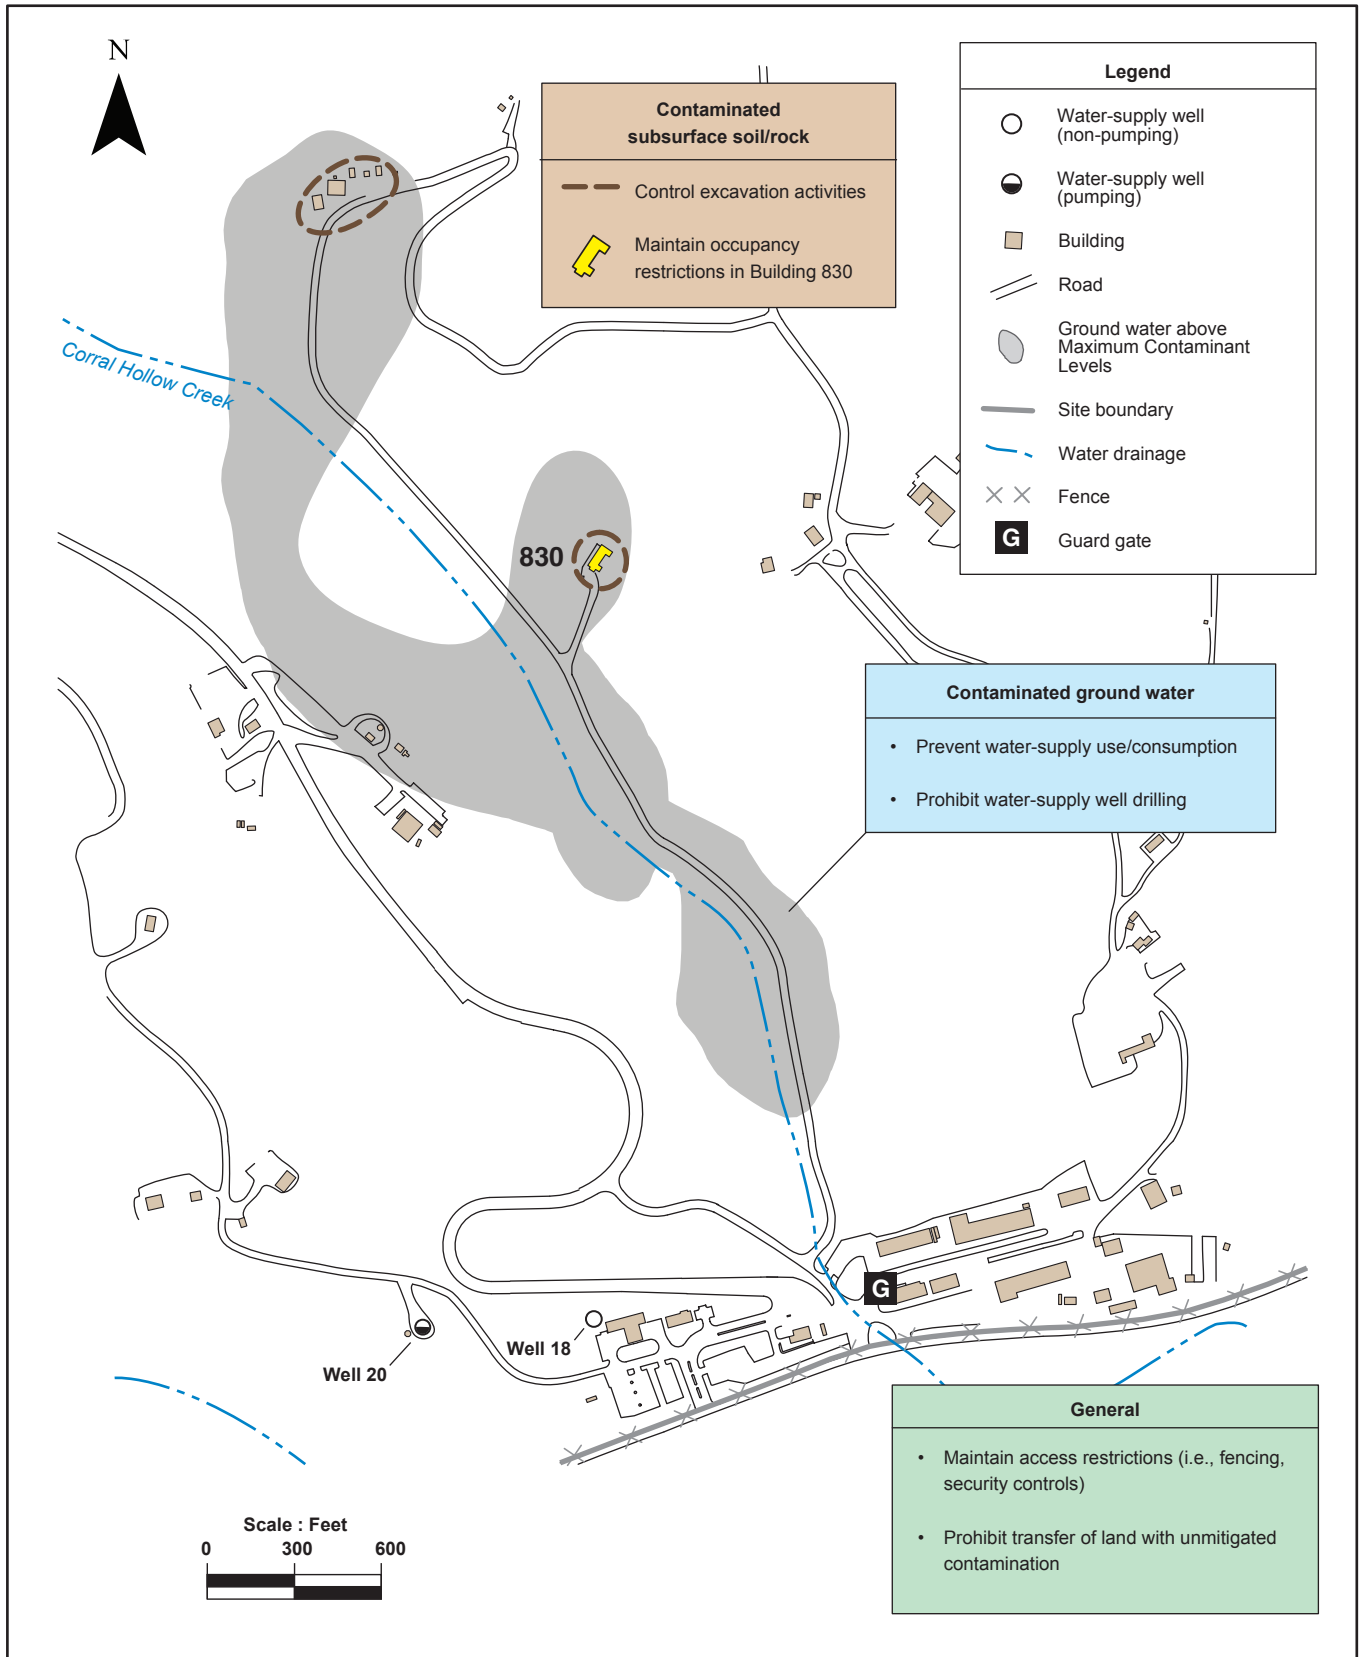 N
Contaminated
subsurface soil/rock
Control excavation activities
Maintain occupancy
restrictions in Building 830
Legend
Water-supply well
(non-pumping)
Water-supply well
(pumping)
Building
Road
Ground water above
Maximum Contaminant
Levels
Site boundary
Water drainage
Fence
G
Guard gate
Corral Hollow Creek
830
Contaminated ground water
• Prevent water-supply use/consumption
• Prohibit water-supply well drilling
G
Well 18
Well 20
General
• Maintain access restrictions (i.e., fencing,
security controls)
• Prohibit transfer of land with unmitigated
contamination
Scale : Feet
0 300 600